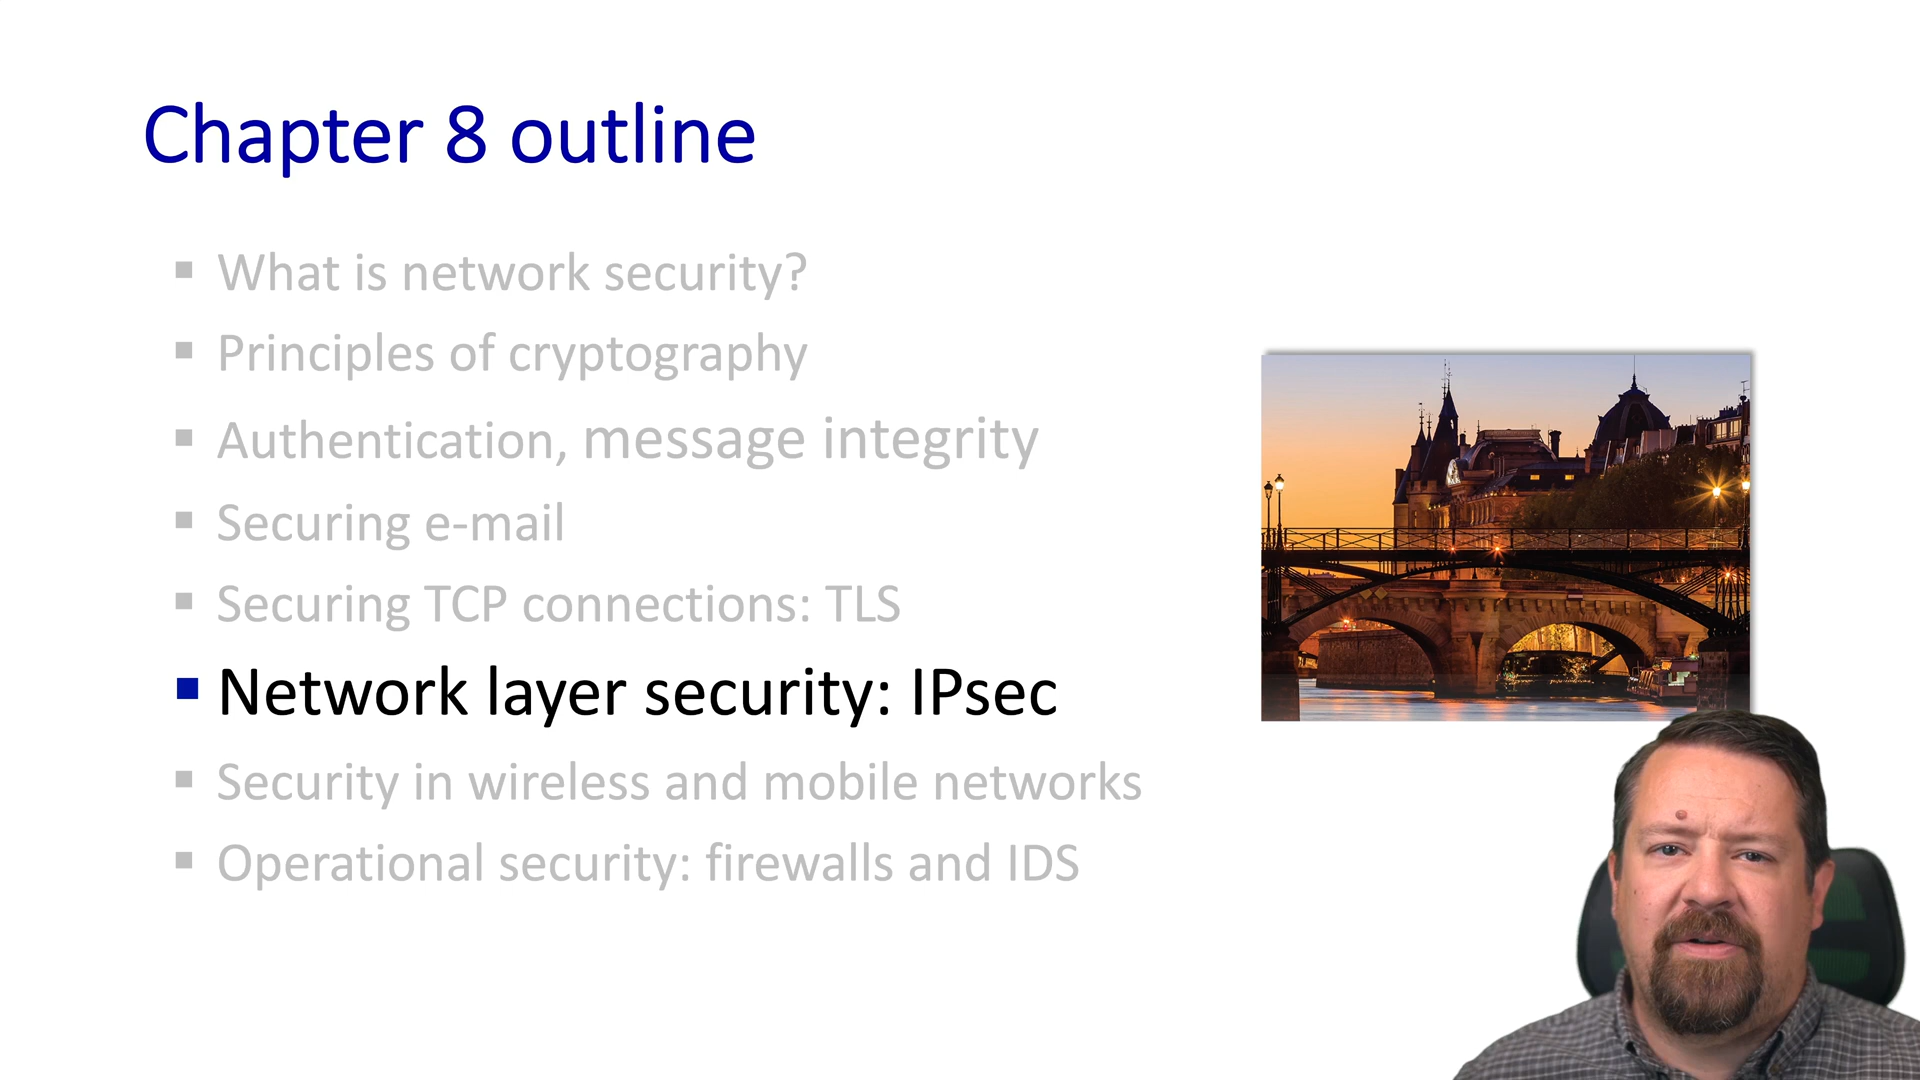 Chapter 8 outline
What is network security?
Principles of cryptography
Authentication, message integrity
Securing e-mail
Securing TCP connections: TLS
Network layer security: IPsec
Security in wireless and mobile networks
Operational security: firewalls and IDS